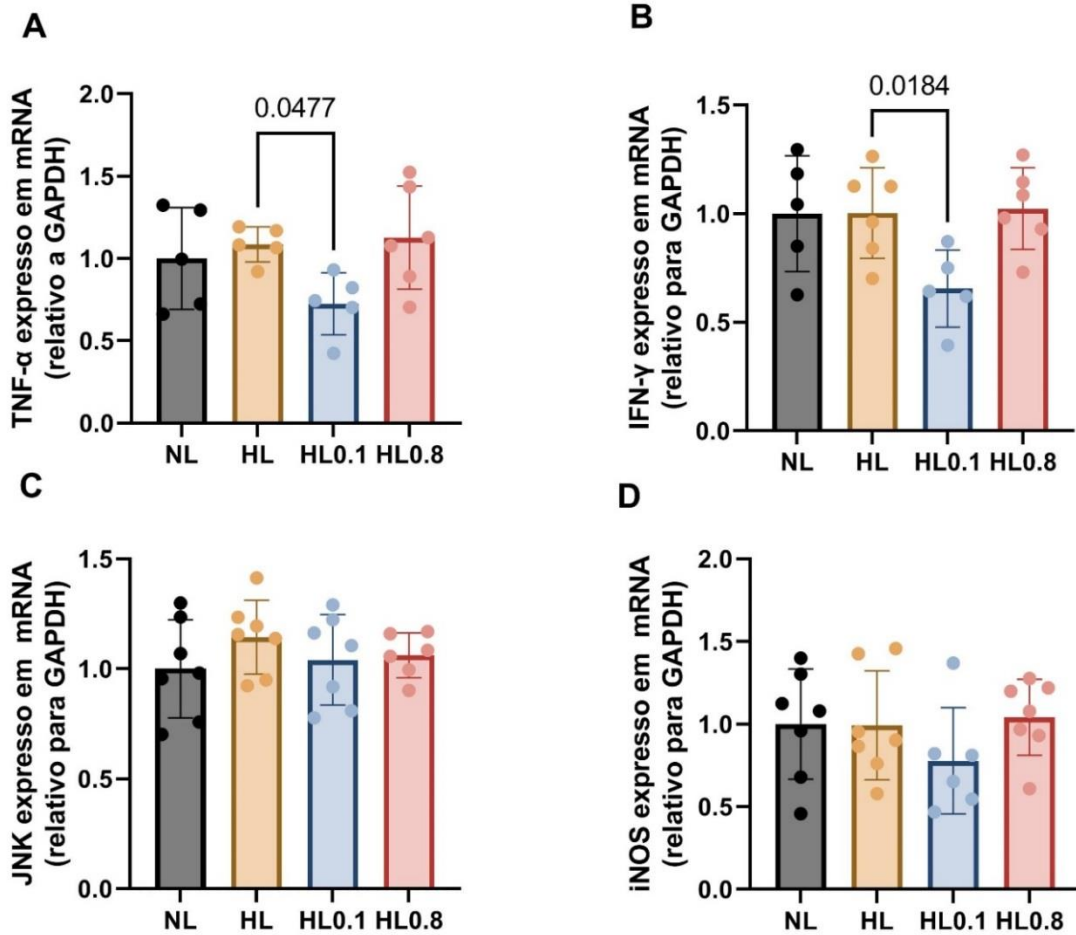 A
TNF-α expresso em mRNA
(relativo a GAPDH)
2.0
1.5
1.0
0.5
0.0
0.0477
NL HL HL0.1 HL0.8
B
IFN-γ expresso em mRNA
(relativo para GAPDH)
1.5
1.0
0.5
0.0
0.0184
NL HL HL0.1 HL0.8
C
JNK expresso em mRNA
(relativo para GAPDH)
1.5
1.0
0.5
0.0
NL HL HL0.1 HL0.8
D
iNOS expresso em mRNA
(relativo para GAPDH)
2.0
1.5
1.0
0.5
0.0
NL HL HL0.1 HL0.8